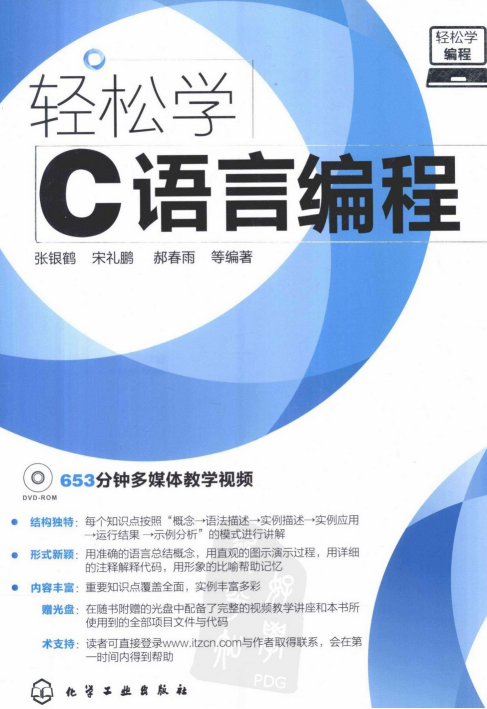 轻松学
编程
轻松学
C语言编程
张银鹤 宋礼鹏 郝春雨 等编著
653分钟多媒体教学视频
DVD-ROM
● 结构独特：每个知识点按照“概念→语法描述→实例描述→实例应用
→运行结果 →示例分析”的模式进行讲解
● 形式新颖：用准确的语言总结概念，用直观的图示演示过程，用详细
的注释解释代码，用形象的比喻帮助记忆
● 内容丰富：重要知识点覆盖全面，实例丰富多彩
赠光盘：在随书附赠的光盘中配备了完整的视频教学讲座和本书所
使用到的全部项目文件与代码
术支持：读者可直接登录www.itzcn.com与作者取得联系，会在第
一时间内得到帮助
PDG
化学工业出版社